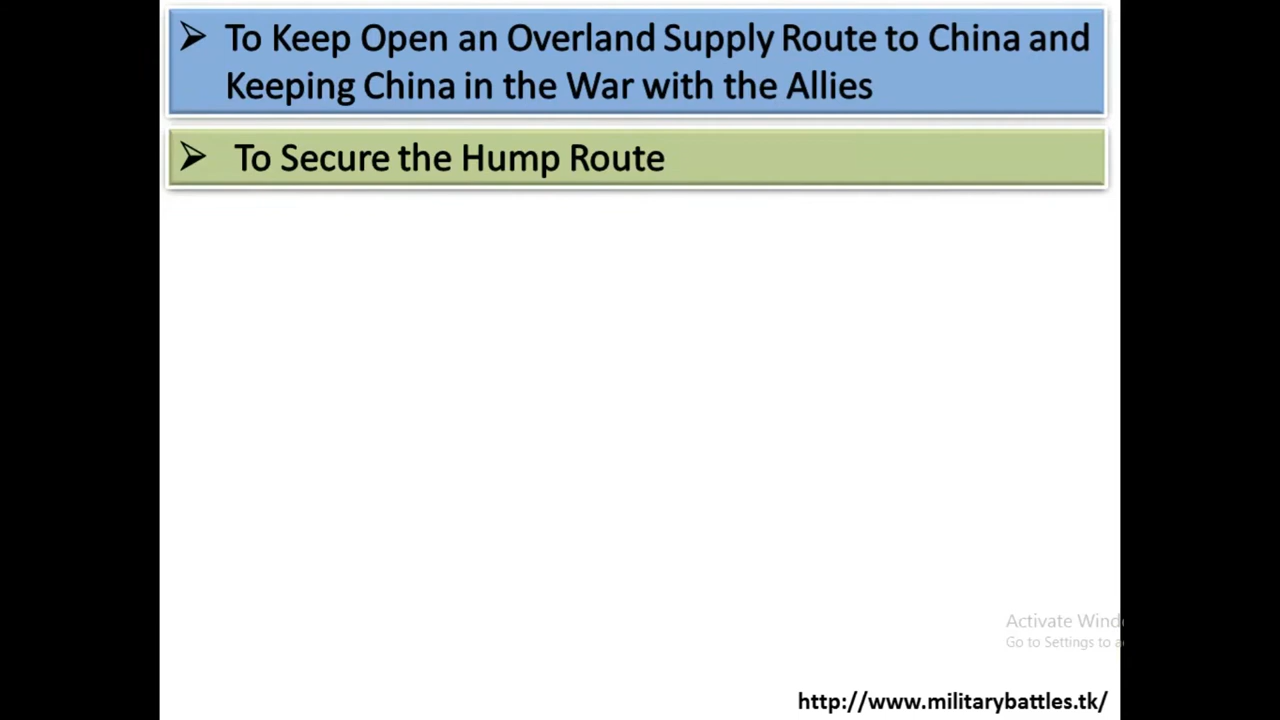 ➢ To Keep Open an Overland Supply Route to China and
Keeping China in the War with the Allies
➢ To Secure the Hump Route
Activate
Go to Settings to
http://www.militarybattles.tk/